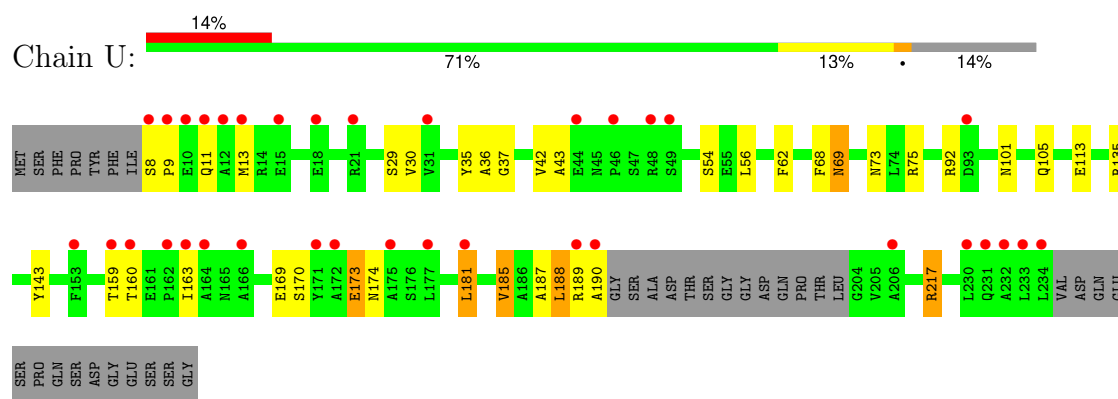 14%
Chain U:
71% 13% • 14%
MET SER PHE PRO TYR PHE ILE S8 P9 E10 Q11 A12 M13 R14 E15 E18 R21 S29 V30 V31 Y35 A36 G37 V42 A43 E44 N45 P46 S47 R48 S49 S54 E55 L56 F62 F68 N69 N73 L74 R75 R92 D93 N101 Q105 E113 R135
Y143 F153 T159 T160 E161 P162 I163 A164 N165 A166 E169 S170 Y171 A172 E173 N174 A175 S176 L177 L181 V185 A186 A187 L188 R189 A190 GLY SER ALA ASP THR SER GLY GLY ASP GLN PRO THR LEU G204 V205 A206 R217 L230 Q231 A232 L233 L234 VAL ASP GLN GLU
SER PRO GLN SER ASP GLY GLU SER SER GLY